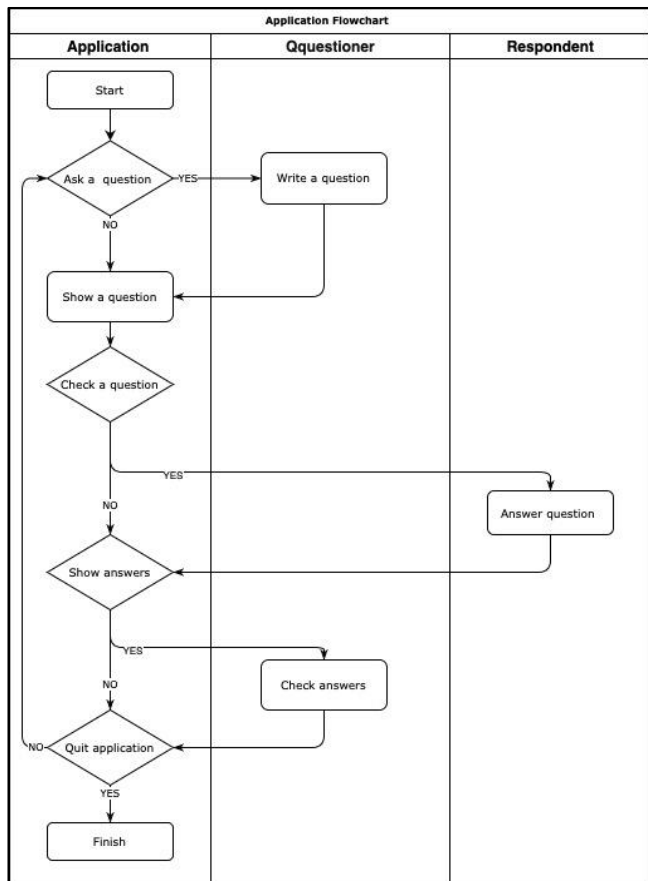 Application Flowchart
Application
Qquestioner
Respondent
Start
Ask a question
YES
Write a question
NO
Show a question
Check a question
YES
NO
Answer question
Show answers
YES
NO
Check answers
NO
Quit application
YES
Finish